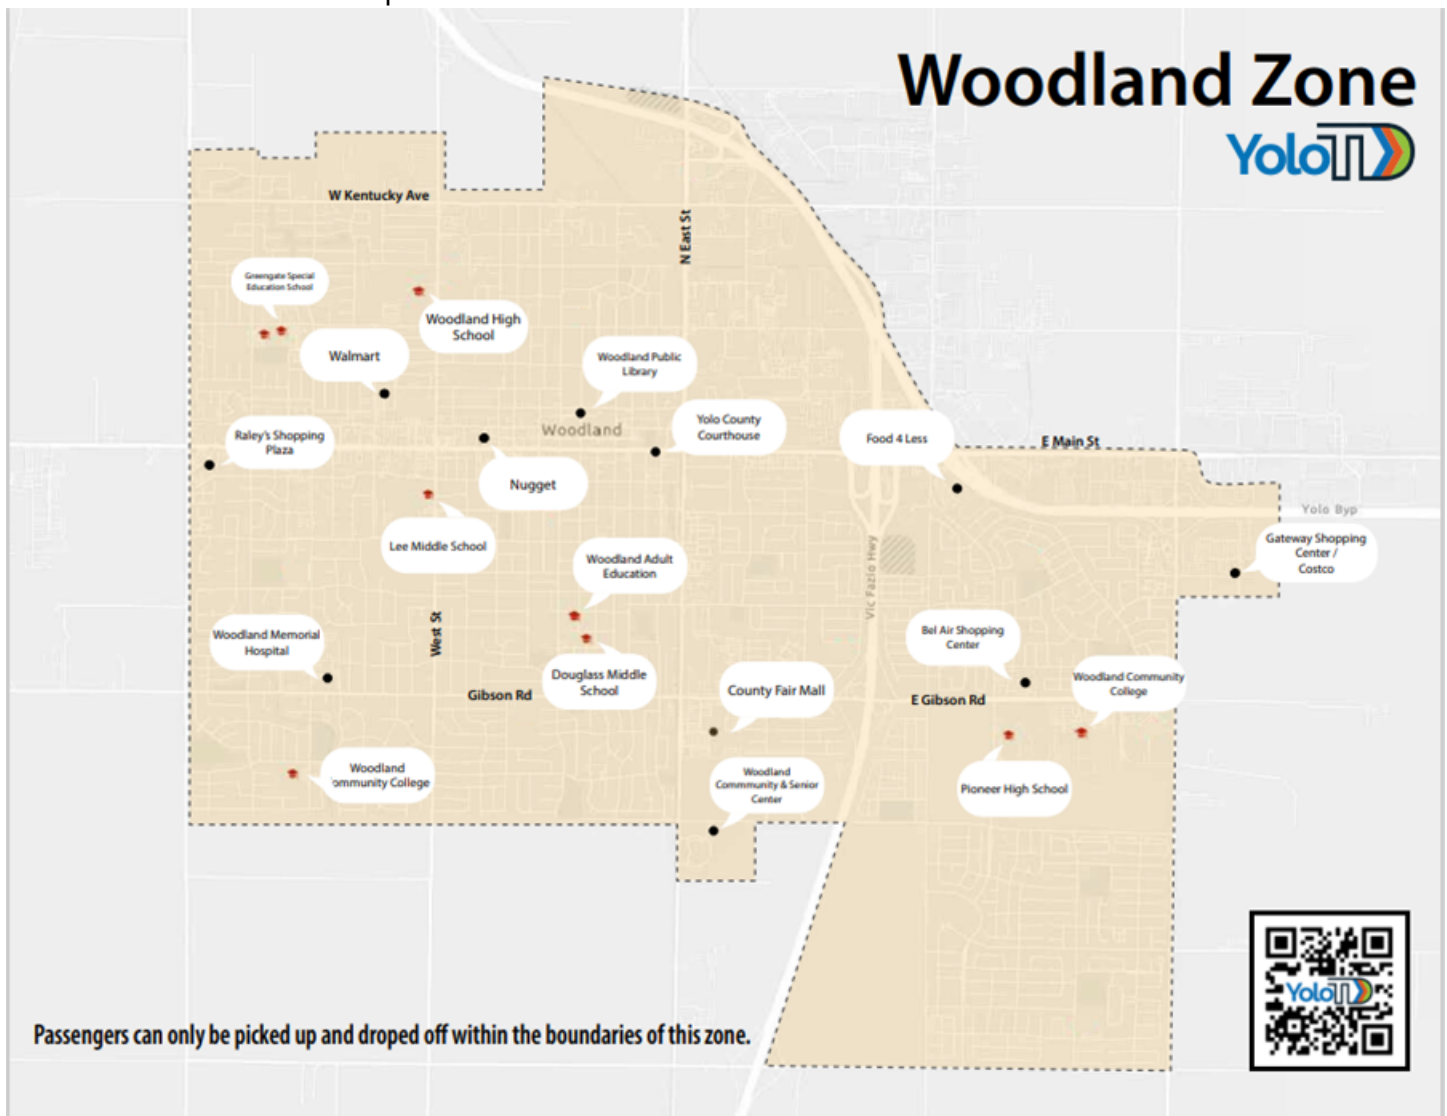 Woodland Zone
YoloTD
W Kentucky Ave
N East St
Greengate Special
Education School
Woodland High
School
Walmart
Woodland Public
Library
Yolo County
Courthouse
Raley's Shopping
Plaza
Woodland
Food 4 Less
E Main St
Nugget
Yolo Byp
Lee Middle School
Gateway Shopping
Center /
Costco
Woodland Adult
Education
Vic Fazio Hwy
West St
Woodland Memorial
Hospital
Bel Air Shopping
Center
Douglass Middle
School
County Fair Mall
Woodland Community
College
Gibson Rd
E Gibson Rd
Woodland
ommunity College
Woodland
Commmunity & Senior
Center
Pioneer High School
YoloTD
Passengers can only be picked up and droped off within the boundaries of this zone.